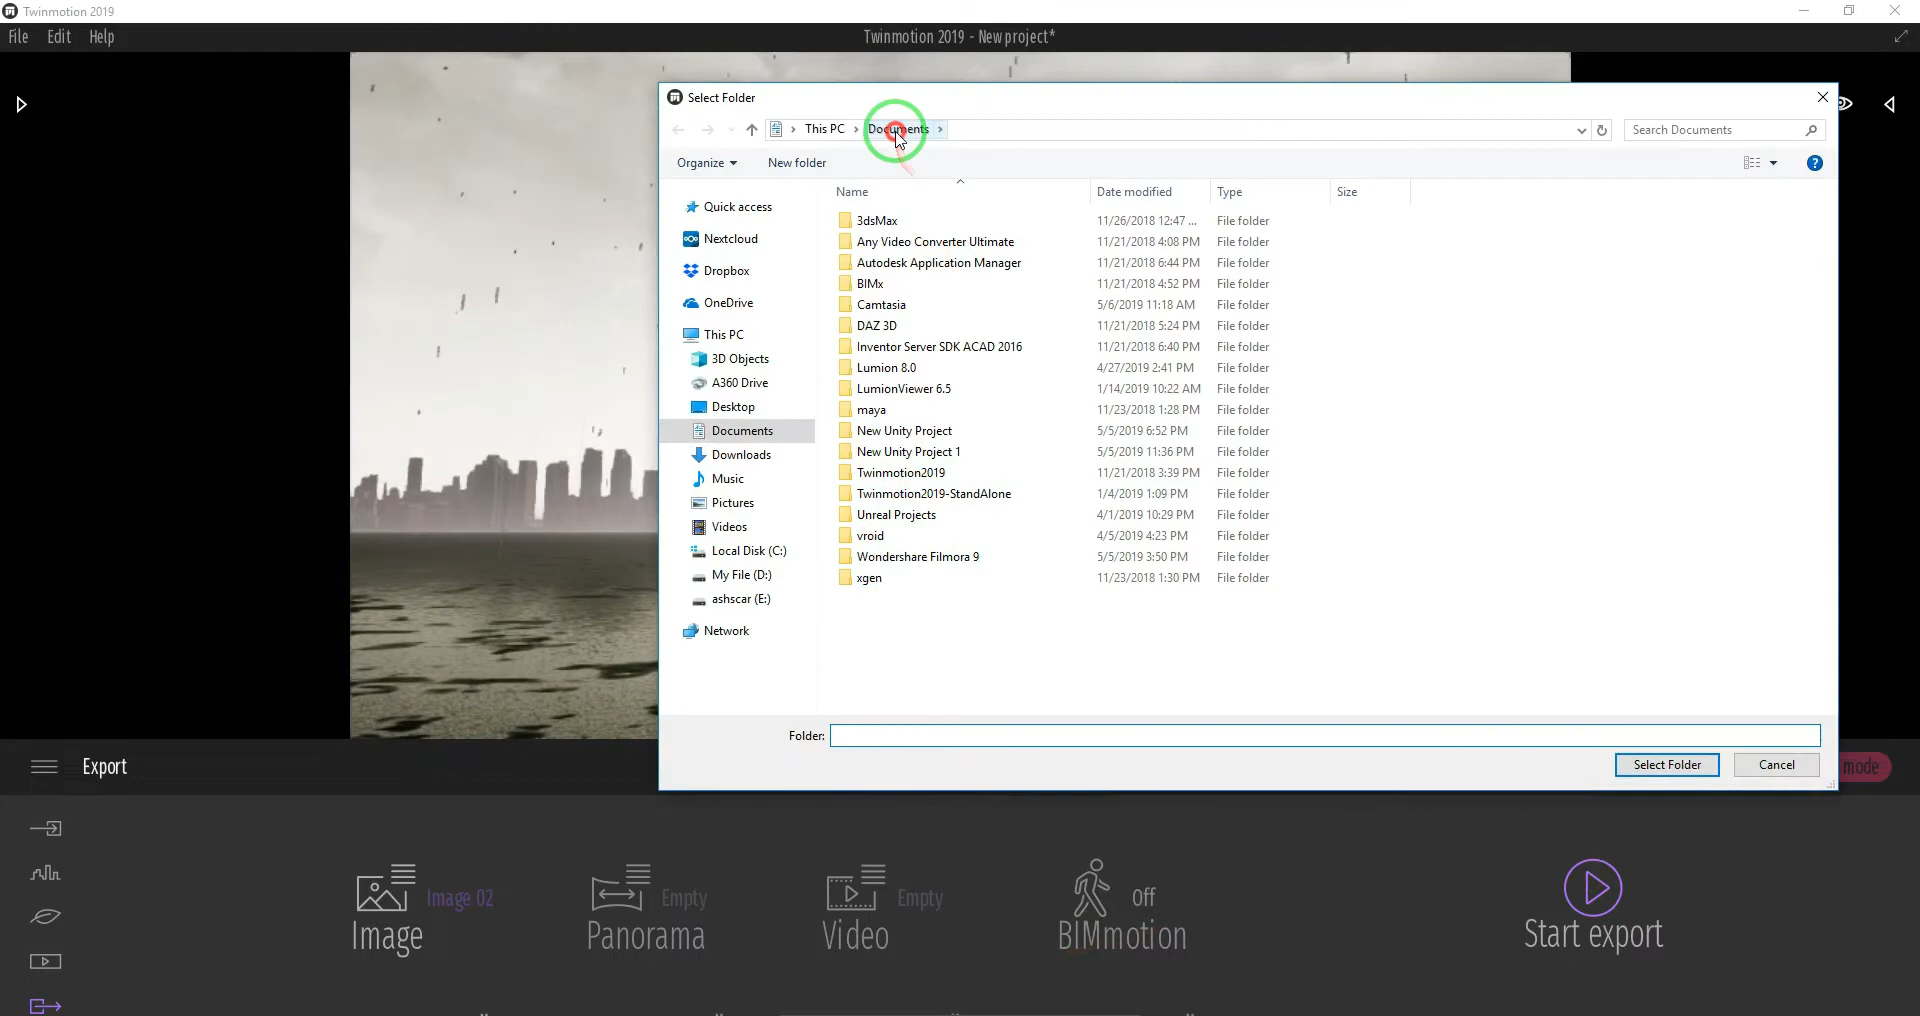 Twinmotion 2019
File Edit Help
Twinmotion 2019 - New project*
Select Folder
This PC
Documents
Search Documents
Organize
New folder
Name
Date modified
Type
Size
Quick access
Nextcloud
Dropbox
OneDrive
This PC
3D Objects
A360 Drive
Desktop
Documents
Downloads
Music
Pictures
Videos
Local Disk (C:)
My File (D:)
ashscar (E:)
Network
3dsMax 11/26/2018 12:47 ... File folder
Any Video Converter Ultimate 11/21/2018 4:08 PM File folder
Autodesk Application Manager 11/21/2018 6:44 PM File folder
BIMx 11/21/2018 4:52 PM File folder
Camtasia 5/6/2019 11:18 AM File folder
DAZ 3D 11/21/2018 5:24 PM File folder
Inventor Server SDK ACAD 2016 11/21/2018 6:40 PM File folder
Lumion 8.0 4/27/2019 2:41 PM File folder
LumionViewer 6.5 1/14/2019 10:22 AM File folder
maya 11/23/2018 1:28 PM File folder
New Unity Project 5/5/2019 6:52 PM File folder
New Unity Project 1 5/5/2019 11:36 PM File folder
Twinmotion2019 11/21/2018 3:39 PM File folder
Twinmotion2019-StandAlone 1/4/2019 1:09 PM File folder
Unreal Projects 4/1/2019 10:29 PM File folder
vroid 4/5/2019 4:23 PM File folder
Wondershare Filmora 9 5/5/2019 3:50 PM File folder
xgen 11/23/2018 1:30 PM File folder
Folder:
Select Folder
Cancel
Export
mode
Image 02
Image
Empty
Panorama
Empty
Video
Off
BIMmotion
Start export